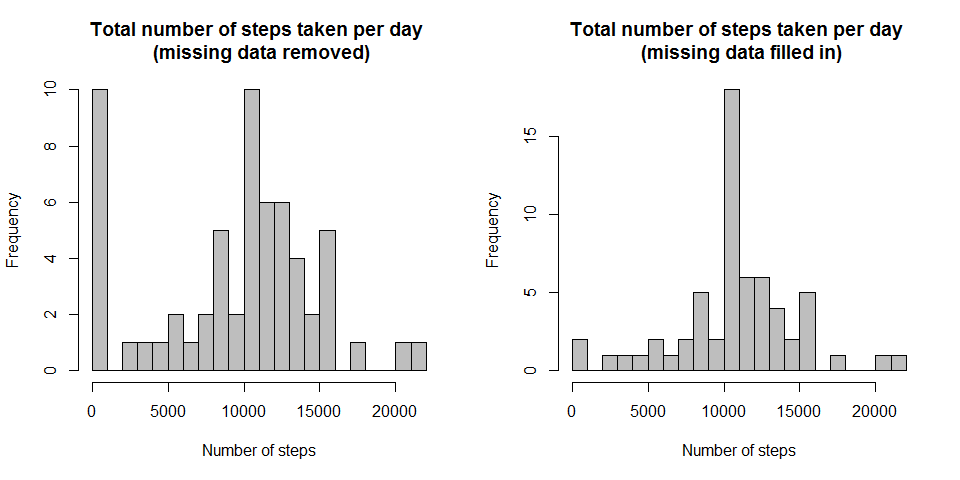 Total number of steps taken per day
(missing data removed)
Frequency
0
2
4
6
8
10
0
5000
10000
15000
20000
Number of steps
Total number of steps taken per day
(missing data filled in)
Frequency
0
5
10
15
0
5000
10000
15000
20000
Number of steps